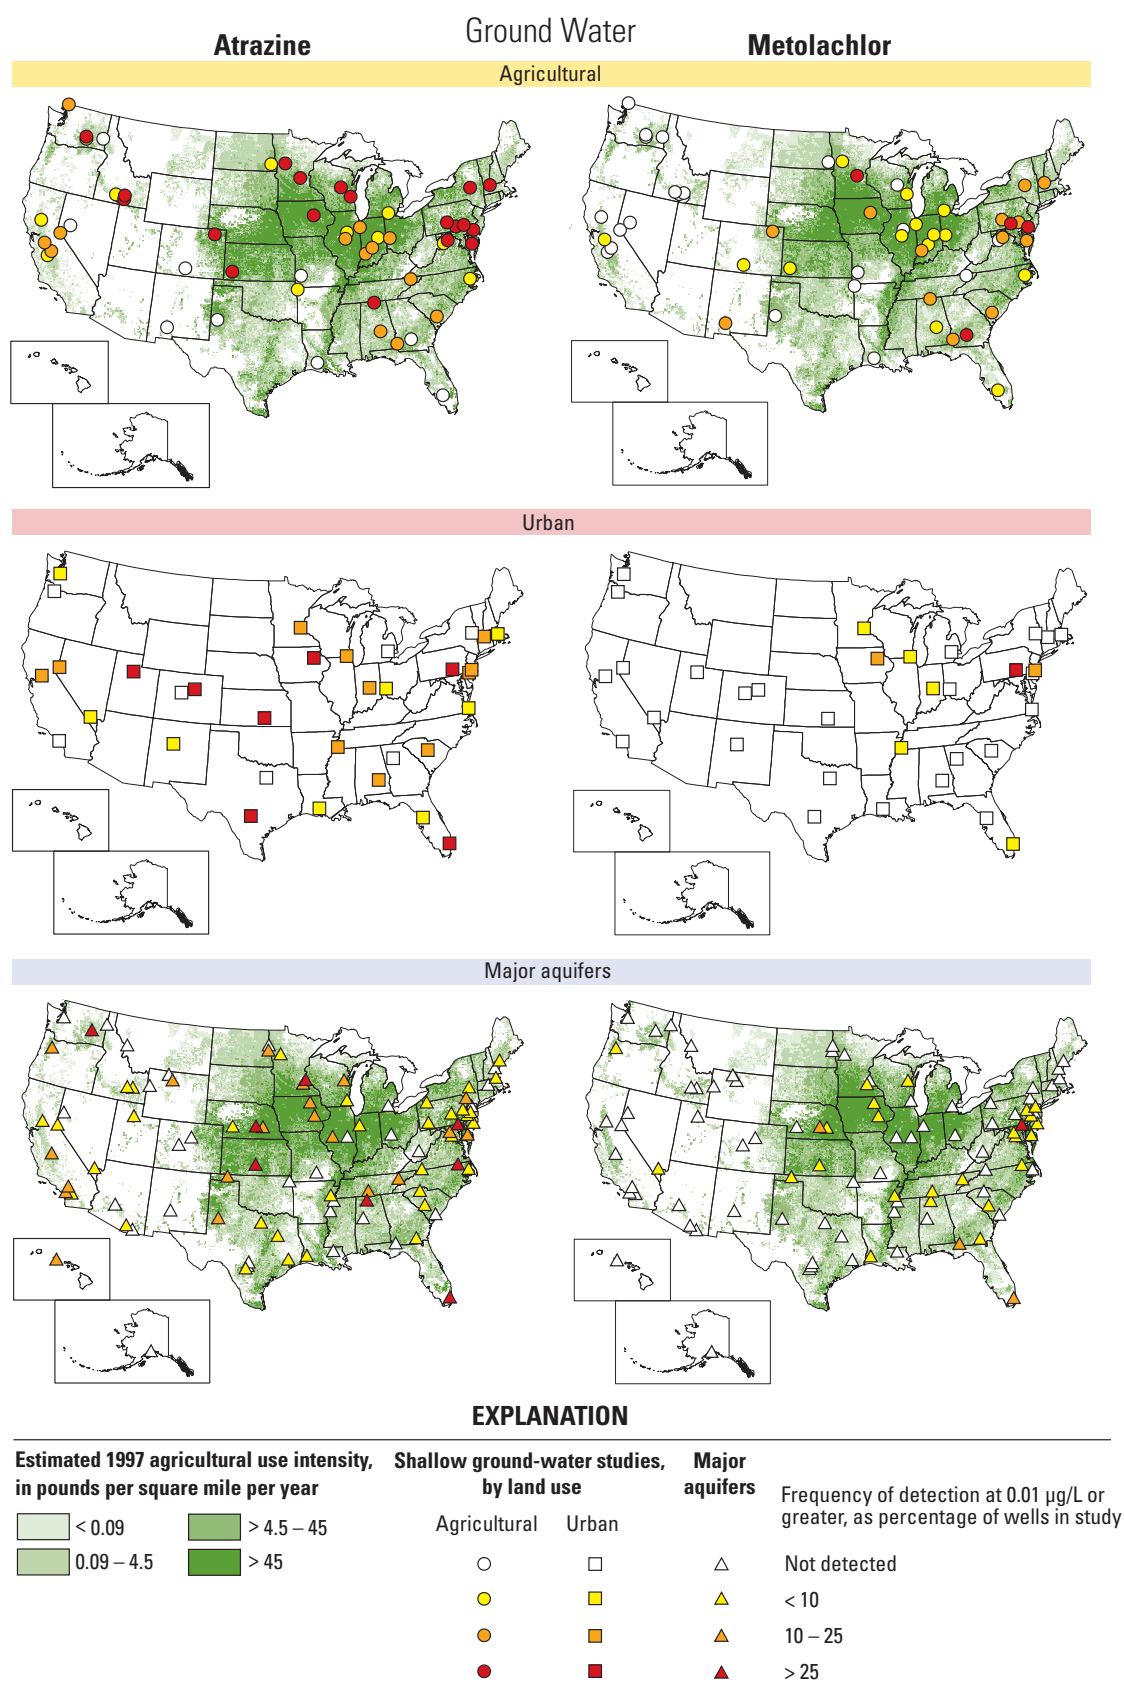 Ground Water
Atrazine
Metolachlor
Agricultural
Urban
Major aquifers
EXPLANATION
Estimated 1997 agricultural use intensity,
in pounds per square mile per year
< 0.09
> 4.5 – 45
0.09 – 4.5
> 45
Shallow ground-water studies,
by land use
Agricultural
Urban
Major
aquifers
Frequency of detection at 0.01 µg/L or
greater, as percentage of wells in study
Not detected
< 10
10 – 25
> 25